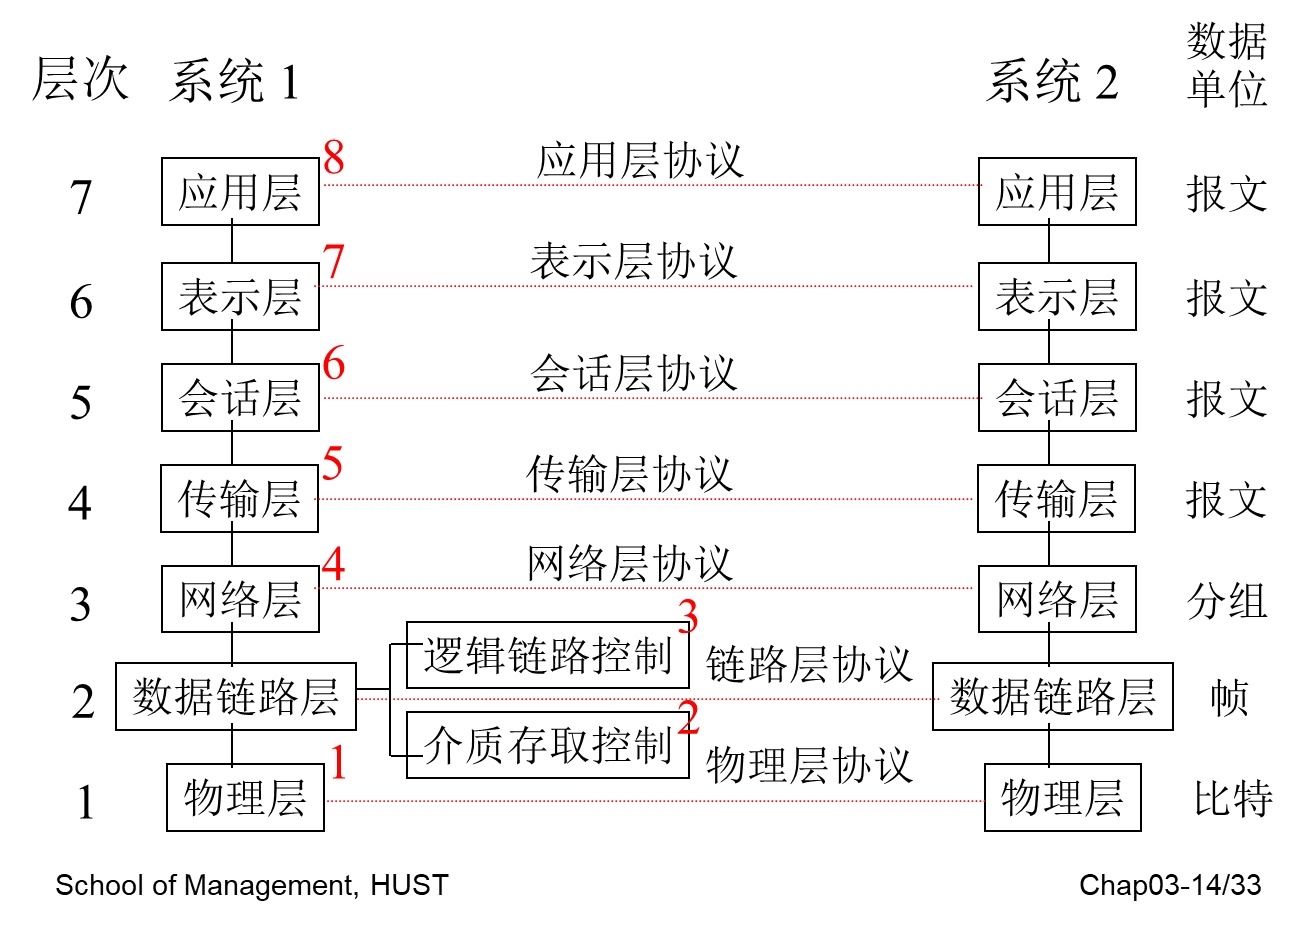 层次 系统 1 系统 2 数据单位
7 应用层 8 应用层协议 应用层 报文
6 表示层 7 表示层协议 表示层 报文
5 会话层 6 会话层协议 会话层 报文
4 传输层 5 传输层协议 传输层 报文
3 网络层 4 网络层协议 网络层 分组
逻辑链路控制 3 链路层协议
2 数据链路层 数据链路层 帧
介质存取控制 2 物理层协议
1 物理层 1 物理层 比特
School of Management, HUST Chap03-14/33